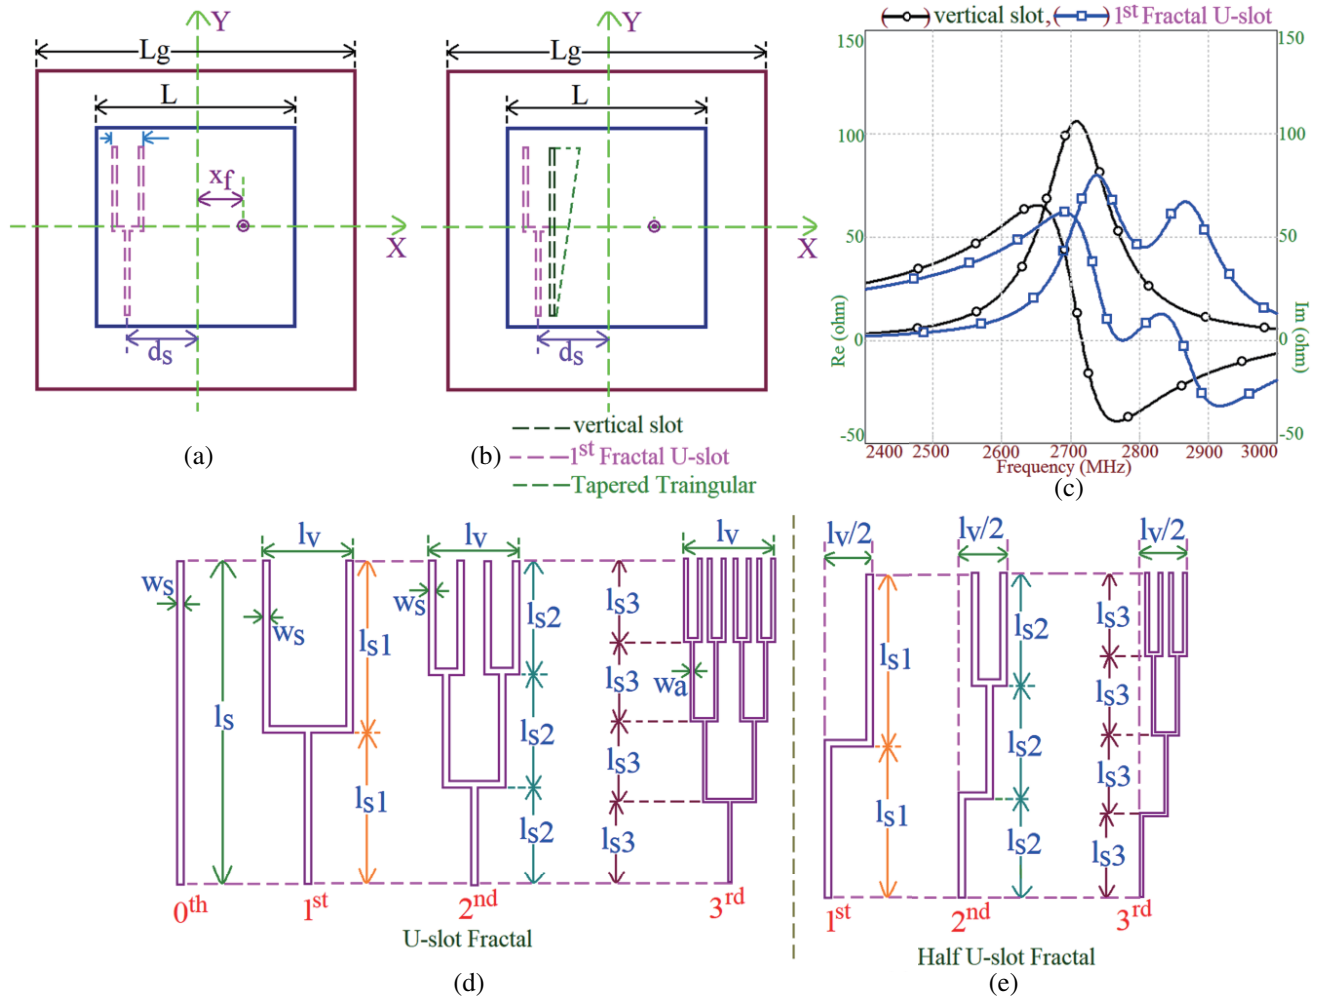 Y
Lg
L
xf
X
ds
(a)
Y
Lg
L
X
ds
(b)
vertical slot
1st Fractal U-slot
Tapered Traingular
( ) vertical slot, ( ) 1st Fractal U-slot
150 150
100 100
50 50
0 0
-50 -50
Re (ohm)
Im (ohm)
2400 2500 2600 2700 2800 2900 3000
Frequency (MHz)
(c)
lv lv lv
ws ws ws wa
ls ls1 ls1 ls2 ls2 ls2 ls3 ls3 ls3 ls3
0th 1st 2nd 3rd
U-slot Fractal
(d)
lv/2 lv/2 lv/2
ls1 ls1 ls2 ls2 ls2 ls3 ls3 ls3 ls3
1st 2nd 3rd
Half U-slot Fractal
(e)